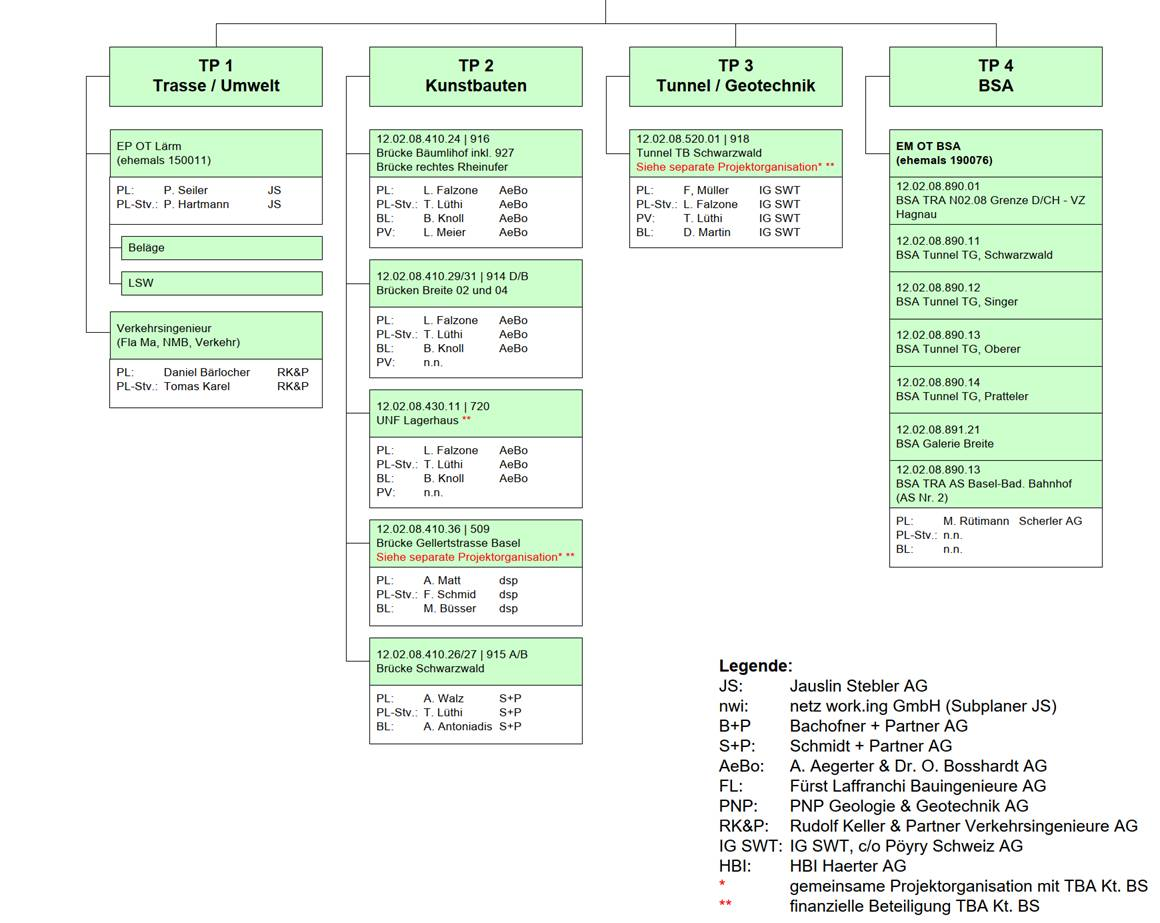 TP 1
Trasse / Umwelt
EP OT Lärm
(ehemals 150011)
PL: P. Seiler JS
PL-Stv.: P. Hartmann JS
Beläge
LSW
Verkehrsingenieur
(Fla Ma, NMB, Verkehr)
PL: Daniel Bärlocher RK&P
PL-Stv.: Tomas Karel RK&P
TP 2
Kunstbauten
12.02.08.410.24 | 916
Brücke Bäumlihof inkl. 927
Brücke rechtes Rheinufer
PL: L. Falzone AeBo
PL-Stv.: T. Lüthi AeBo
BL: B. Knoll AeBo
PV: L. Meier AeBo
12.02.08.410.29/31 | 914 D/B
Brücken Breite 02 und 04
PL: L. Falzone AeBo
PL-Stv.: T. Lüthi AeBo
BL: B. Knoll AeBo
PV: n.n.
12.02.08.430.11 | 720
UNF Lagerhaus **
PL: L. Falzone AeBo
PL-Stv.: T. Lüthi AeBo
BL: B. Knoll AeBo
PV: n.n.
12.02.08.410.36 | 509
Brücke Gellertstrasse Basel
Siehe separate Projektorganisation* **
PL: A. Matt dsp
PL-Stv.: F. Schmid dsp
BL: M. Büsser dsp
12.02.08.410.26/27 | 915 A/B
Brücke Schwarzwald
PL: A. Walz S+P
PL-Stv.: T. Lüthi S+P
BL: A. Antoniadis S+P
TP 3
Tunnel / Geotechnik
12.02.08.520.01 | 918
Tunnel TB Schwarzwald
Siehe separate Projektorganisation* **
PL: F, Müller IG SWT
PL-Stv.: L. Falzone IG SWT
PV: T. Lüthi IG SWT
BL: D. Martin IG SWT
TP 4
BSA
EM OT BSA
(ehemals 190076)
12.02.08.890.01
BSA TRA N02.08 Grenze D/CH - VZ
Hagnau
12.02.08.890.11
BSA Tunnel TG, Schwarzwald
12.02.08.890.12
BSA Tunnel TG, Singer
12.02.08.890.13
BSA Tunnel TG, Oberer
12.02.08.890.14
BSA Tunnel TG, Pratteler
12.02.08.891.21
BSA Galerie Breite
12.02.08.890.13
BSA TRA AS Basel-Bad. Bahnhof
(AS Nr. 2)
PL: M. Rütimann Scherler AG
PL-Stv.: n.n.
BL: n.n.
Legende:
JS: Jauslin Stebler AG
nwi: netz work.ing GmbH (Subplaner JS)
B+P Bachofner + Partner AG
S+P: Schmidt + Partner AG
AeBo: A. Aegerter & Dr. O. Bosshardt AG
FL: Fürst Laffranchi Bauingenieure AG
PNP: PNP Geologie & Geotechnik AG
RK&P: Rudolf Keller & Partner Verkehrsingenieure AG
IG SWT: IG SWT, c/o Pöyry Schweiz AG
HBI: HBI Haerter AG
* gemeinsame Projektorganisation mit TBA Kt. BS
** finanzielle Beteiligung TBA Kt. BS